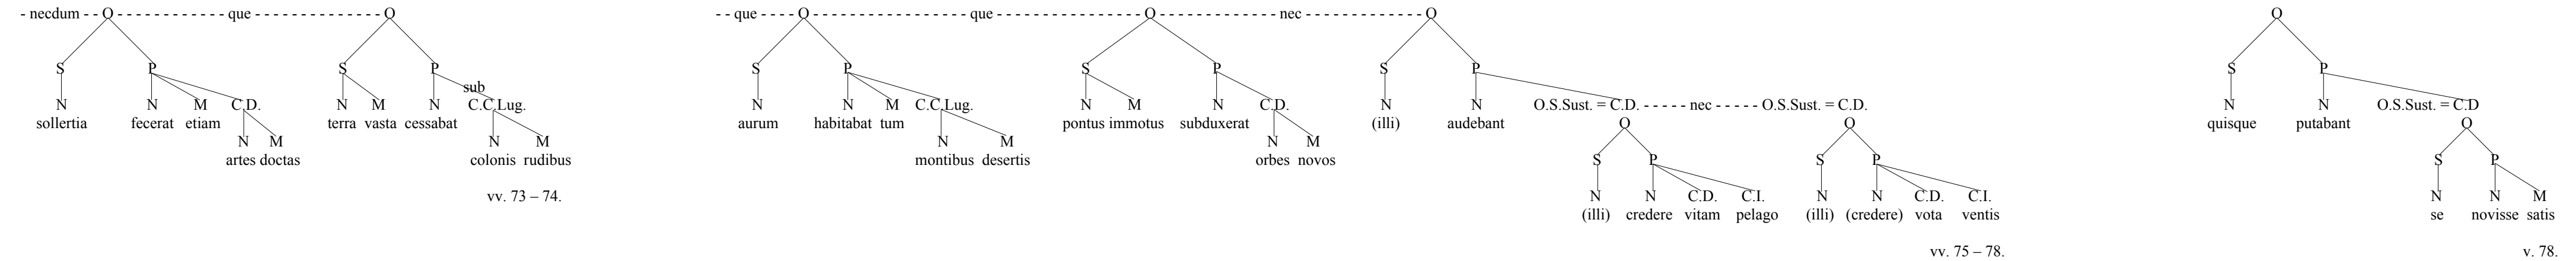 - necdum - - O - - - - - - - - - - - que - - - - - - - - - - - - - O - - que - - - - O - - - - - - - - - - - - - - - que - - - - - - - - - - - - - - - O - - - - - - - - - - - nec - - - - - - - - - - - O O
S P S P S P S P S P S P
sub
N N M C.D. N M N C.C.Lug. N N M C.C.Lug. N M N C.D. N N O.S.Sust. = C.D. - - - - - nec - - - - - O.S.Sust. = C.D. N N O.S.Sust. = C.D
sollertia fecerat etiam terra vasta cessabat aurum habitabat tum pontus immotus subduxerat (illi) audebant O O quisque putabant O
N M N M N M N M
artes doctas colonis rudibus montibus desertis orbes novos S P S P S P
vv. 73 – 74. N N C.D. C.I. N N C.D. C.I. N N M
(illi) credere vitam pelago (illi) (credere) vota ventis se novisse satis
vv. 75 – 78. v. 78.